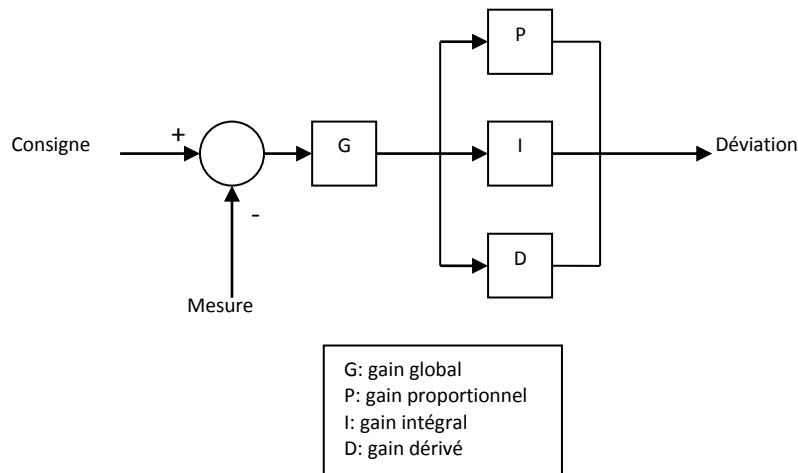 P
Consigne
+
G
I
Déviation
-
D
Mesure
G: gain global
P: gain proportionnel
I: gain intégral
D: gain dérivé